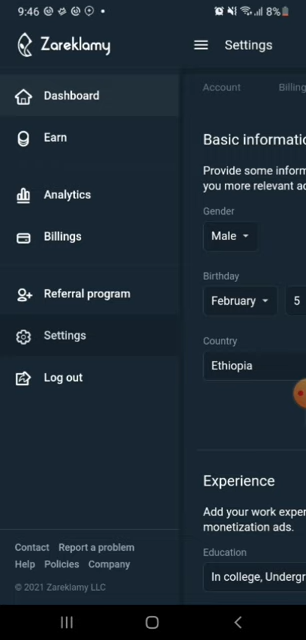 9:46
8%
Zareklamy
Settings
Dashboard
Account
Billing
Earn
Basic informatio
Provide some inform
you more relevant ad
Analytics
Gender
Male
Billings
Birthday
February
5
Referral program
Settings
Country
Ethiopia
Log out
Experience
Add your work exper
monetization ads.
Contact Report a problem
Education
Help Policies Company
In college, Undergr
© 2021 Zareklamy LLC